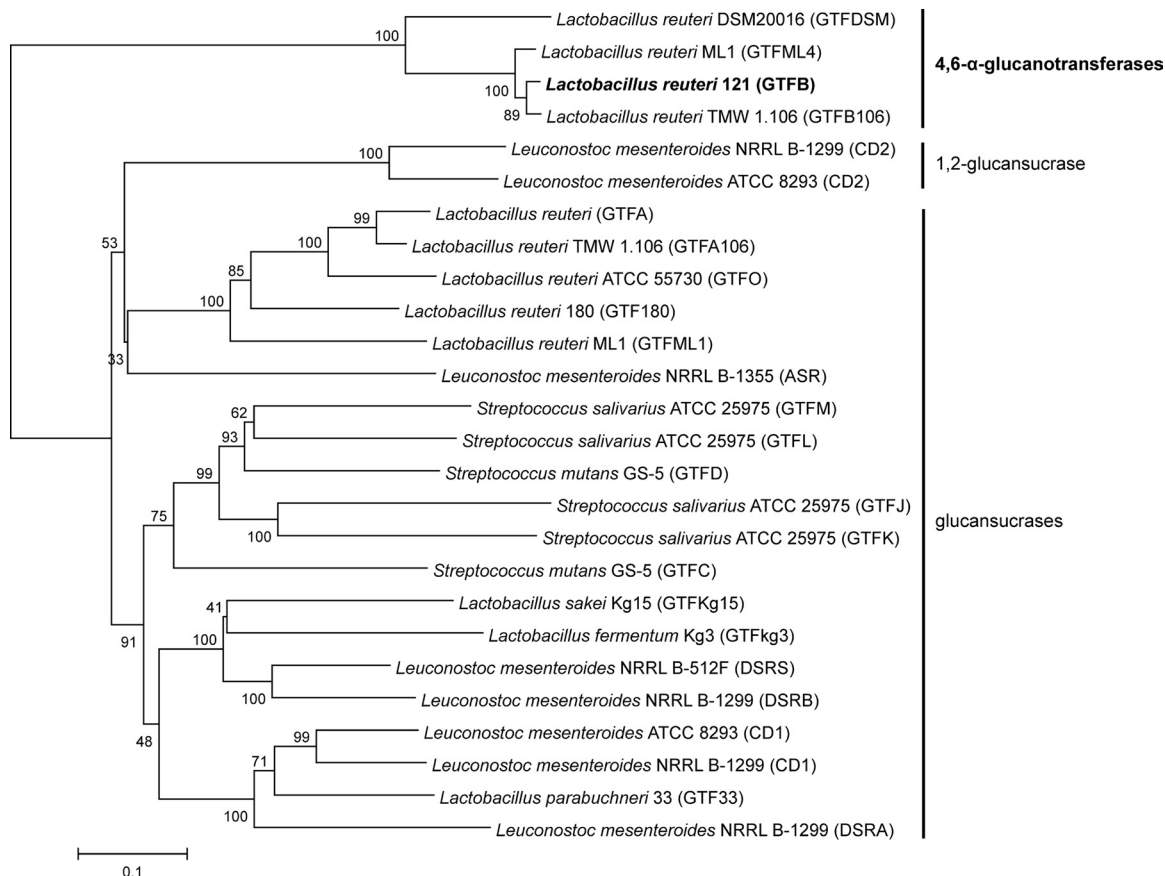 100
Lactobacillus reuteri DSM20016 (GTFDSM)
Lactobacillus reuteri ML1 (GTFML4)
4,6-α-glucanotransferases
100
Lactobacillus reuteri 121 (GTFB)
89
Lactobacillus reuteri TMW 1.106 (GTFB106)
100
Leuconostoc mesenteroides NRRL B-1299 (CD2)
1,2-glucansucrase
Leuconostoc mesenteroides ATCC 8293 (CD2)
53
99
Lactobacillus reuteri (GTFA)
100
Lactobacillus reuteri TMW 1.106 (GTFA106)
85
Lactobacillus reuteri ATCC 55730 (GTFO)
100
Lactobacillus reuteri 180 (GTF180)
Lactobacillus reuteri ML1 (GTFML1)
33
Leuconostoc mesenteroides NRRL B-1355 (ASR)
62
Streptococcus salivarius ATCC 25975 (GTFM)
93
Streptococcus salivarius ATCC 25975 (GTFL)
99
Streptococcus mutans GS-5 (GTFD)
75
Streptococcus salivarius ATCC 25975 (GTFJ)
glucansucrases
100
Streptococcus salivarius ATCC 25975 (GTFK)
Streptococcus mutans GS-5 (GTFC)
41
Lactobacillus sakei Kg15 (GTFKg15)
91
100
Lactobacillus fermentum Kg3 (GTFkg3)
Leuconostoc mesenteroides NRRL B-512F (DSRS)
100
Leuconostoc mesenteroides NRRL B-1299 (DSRB)
48
99
Leuconostoc mesenteroides ATCC 8293 (CD1)
71
Leuconostoc mesenteroides NRRL B-1299 (CD1)
Lactobacillus parabuchneri 33 (GTF33)
100
Leuconostoc mesenteroides NRRL B-1299 (DSRA)
0.1